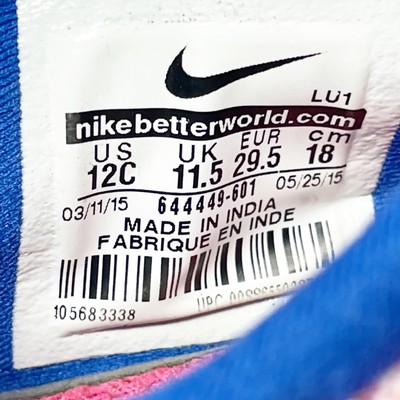 LU1
nikebetterworld.com
US UK EUR cm
12C 11.5 29.5 18
03/11/15 644449-601 05/25/15
MADE IN INDIA
FABRIQUE EN INDE
105683338 UPC